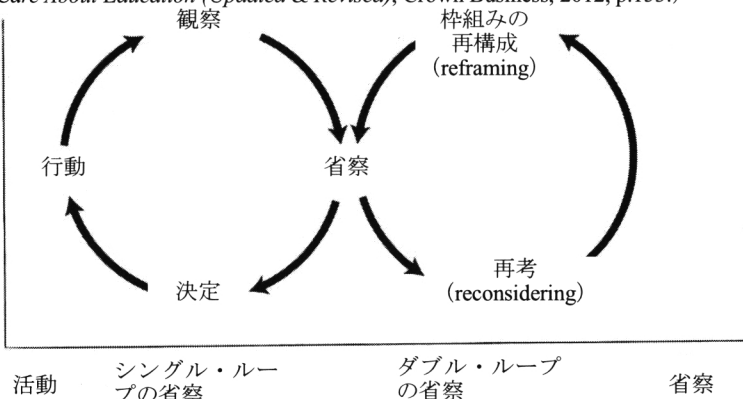 Care About Education (Updated & Revised), Crown Business, 2012, p.153.)
観察
枠組みの
再構成
(reframing)
行動
省察
決定
再考
(reconsidering)
活動
シングル・ルー
プの省察
ダブル・ループ
の省察
省察